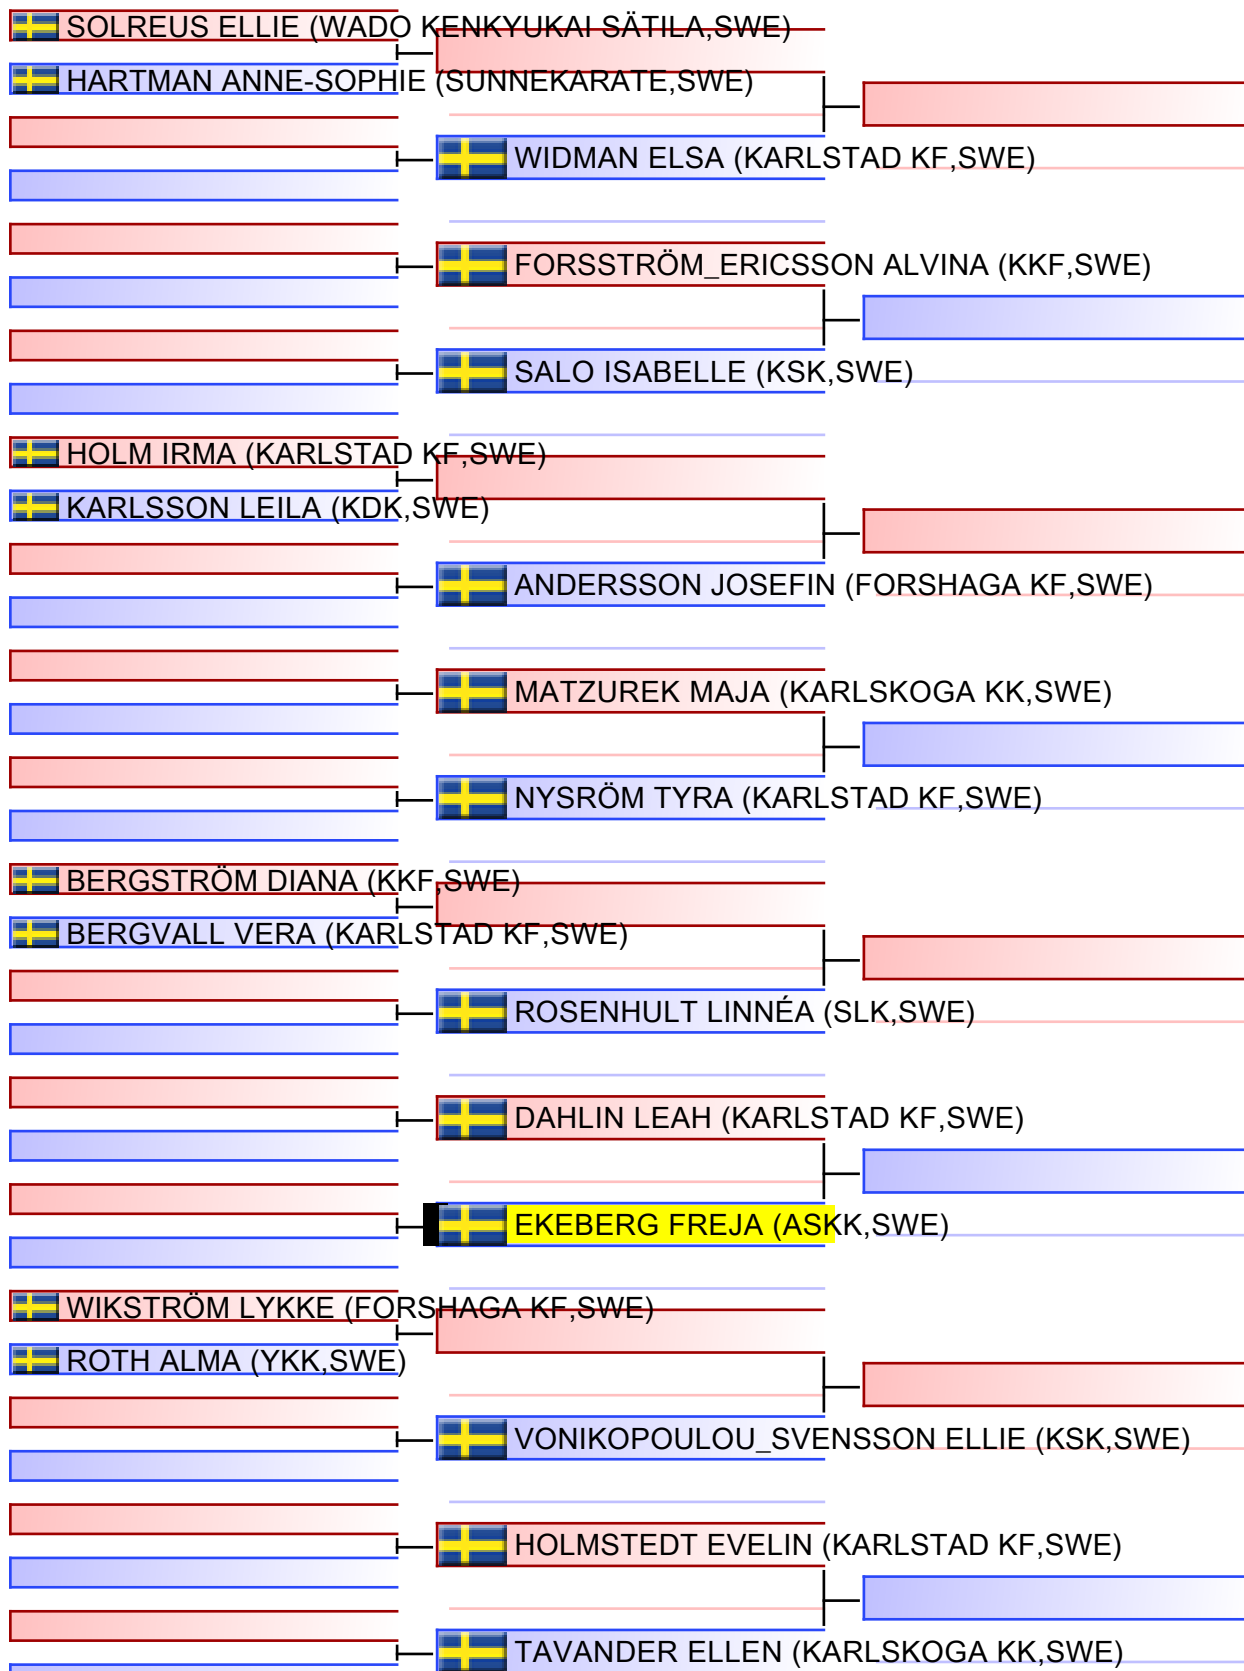 SOLREUS ELLIE (WADO KENKYUKAI SÄTILA,SWE)
HARTMAN ANNE-SOPHIE (SUNNEKARATE,SWE)
WIDMAN ELSA (KARLSTAD KF,SWE)
FORSSTRÖM_ERICSSON ALVINA (KKF,SWE)
SALO ISABELLE (KSK,SWE)
HOLM IRMA (KARLSTAD KF,SWE)
KARLSSON LEILA (KDK,SWE)
ANDERSSON JOSEFIN (FORSHAGA KF,SWE)
MATZUREK MAJA (KARLSKOGA KK,SWE)
NYSRÖM TYRA (KARLSTAD KF,SWE)
BERGSTRÖM DIANA (KKF,SWE)
BERGVALL VERA (KARLSTAD KF,SWE)
ROSENHULT LINNÉA (SLK,SWE)
DAHLIN LEAH (KARLSTAD KF,SWE)
EKEBERG FREJA (ASKK,SWE)
WIKSTRÖM LYKKE (FORSHAGA KF,SWE)
ROTH ALMA (YKK,SWE)
VONIKOPOULOU_SVENSSON ELLIE (KSK,SWE)
HOLMSTEDT EVELIN (KARLSTAD KF,SWE)
TAVANDER ELLEN (KARLSKOGA KK,SWE)